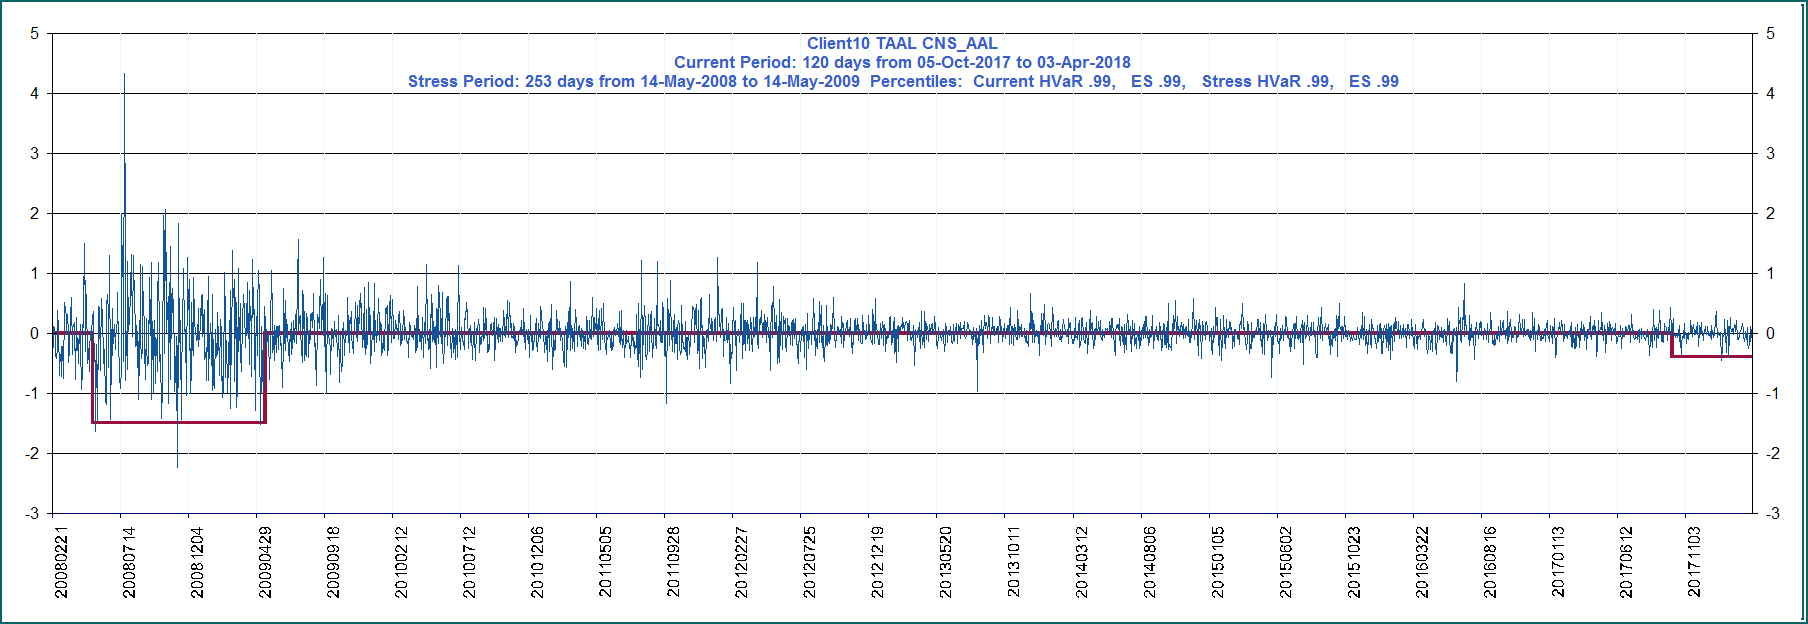 Client10 TAAL CNS_AAL
Current Period: 120 days from 05-Oct-2017 to 03-Apr-2018
Stress Period: 253 days from 14-May-2008 to 14-May-2009  Percentiles:  Current HVaR .99,   ES .99,   Stress HVaR .99,   ES .99
5 5
4 4
3 3
2 2
1 1
0 0
-1 -1
-2 -2
-3 -3
20080221 20080714 20081204 20090429 20090918 20100212 20100712 20101206 20110505 20110928 20120227 20120725 20121219 20130520 20131011 20140312 20140806 20150105 20150602 20151023 20160322 20160816 20170113 20170612 20171103